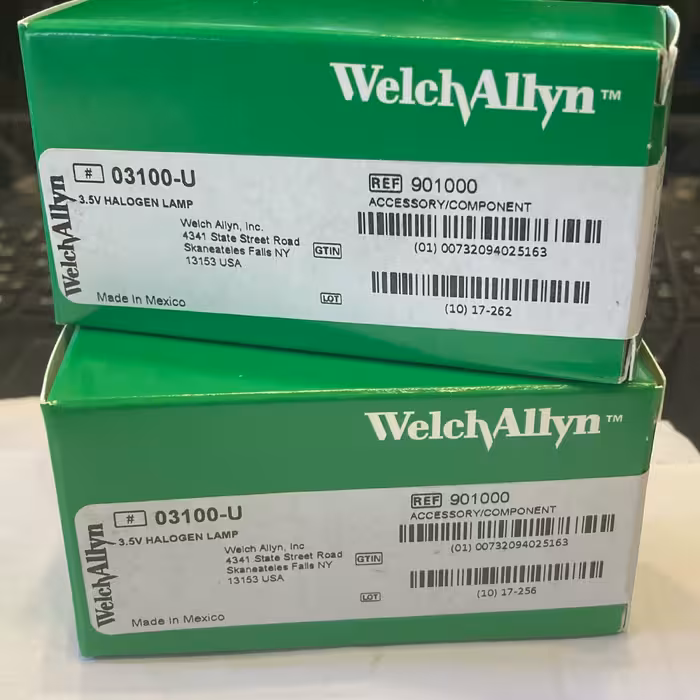 WelchAllyn™
WelchAllyn
# 03100-U
3.5V HALOGEN LAMP
Welch Allyn, Inc.
4341 State Street Road
Skaneateles Falls NY
13153 USA
Made in Mexico
GTIN
LOT
REF 901000
ACCESSORY/COMPONENT
(01) 00732094025163
(10) 17-262
WelchAllyn™
WelchAllyn
# 03100-U
3.5V HALOGEN LAMP
Welch Allyn, Inc
4341 State Street Road
Skaneateles Falls NY
13153 USA
Made in Mexico
GTIN
LOT
REF 901000
ACCESSORY/COMPONENT
(01) 00732094025163
(10) 17-256